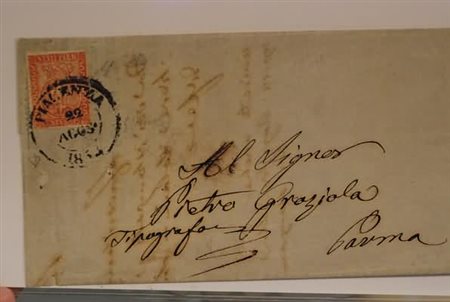 PIACENZA
22
AGOS.
Al Signor
Pietro Graziola
Tipografo
Parma